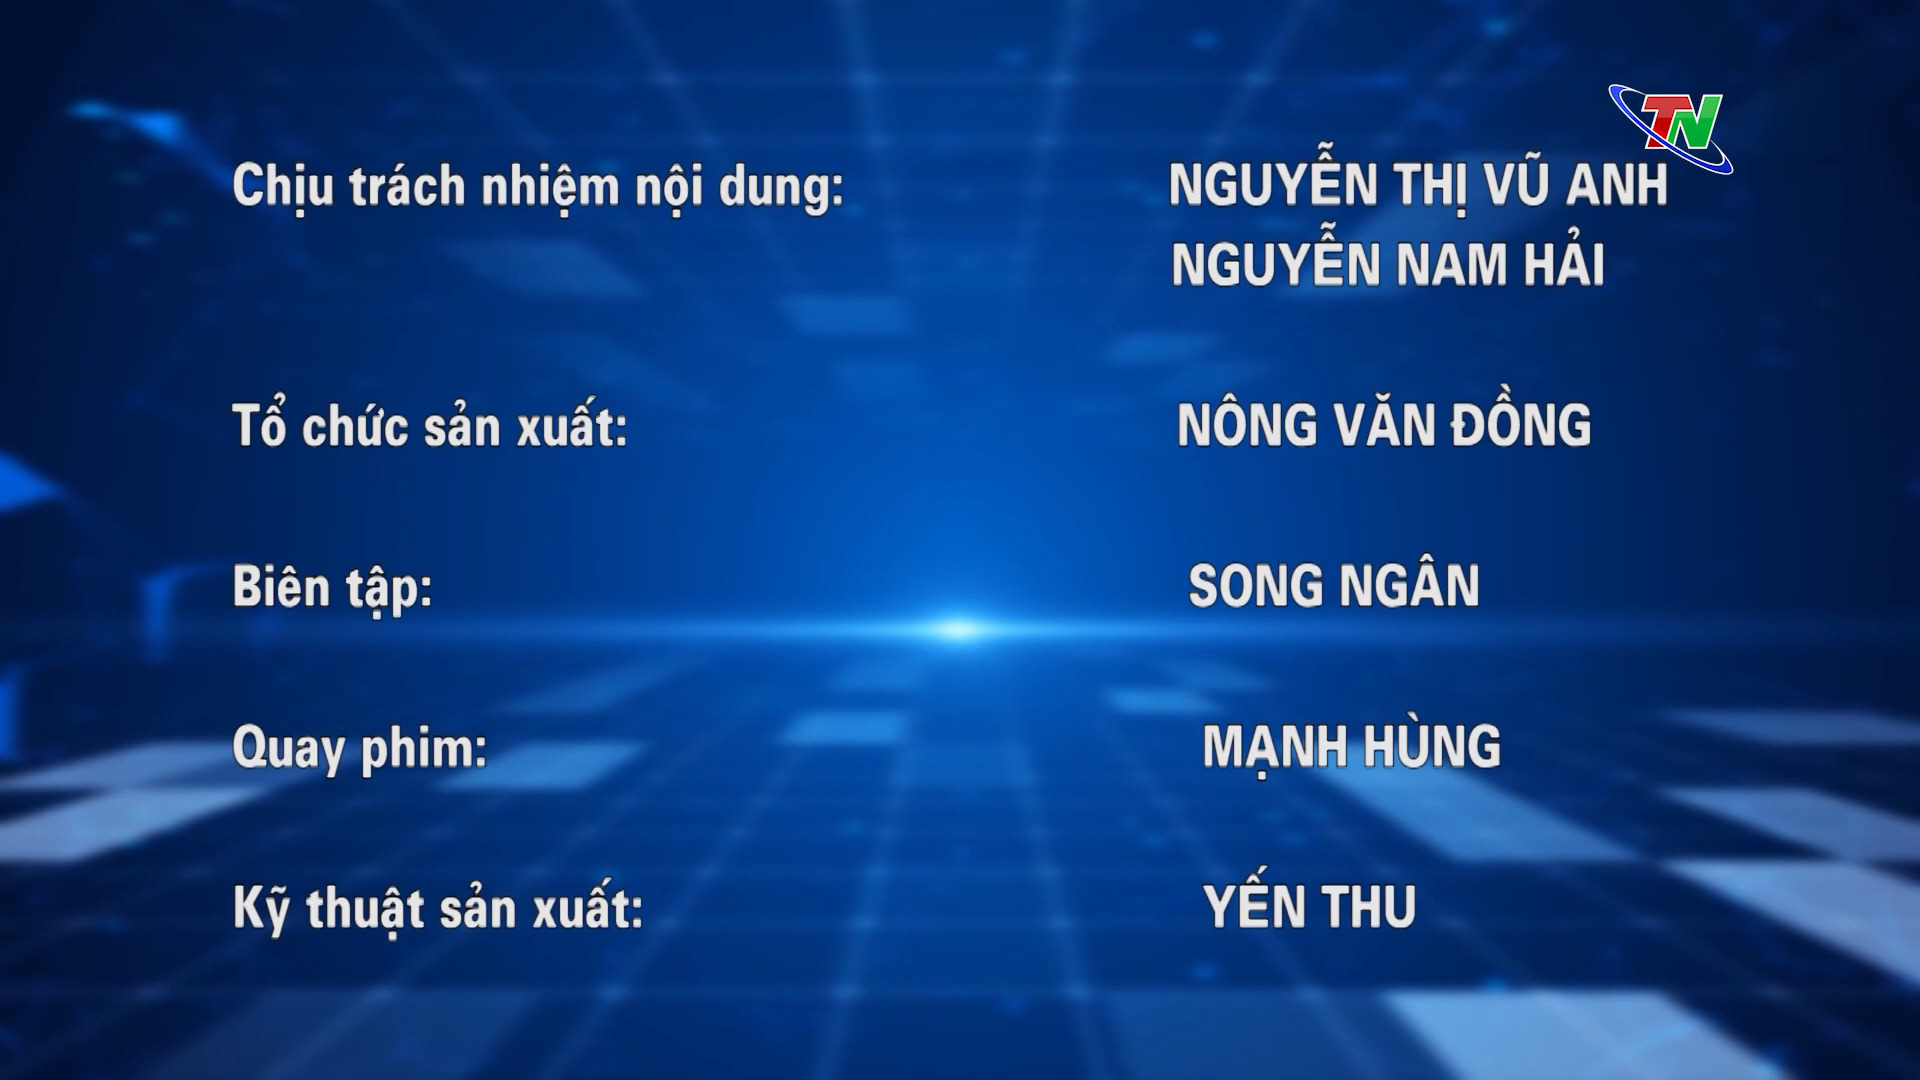 TN
Chịu trách nhiệm nội dung: NGUYỄN THỊ VŨ ANH
NGUYỄN NAM HẢI
Tổ chức sản xuất: NÔNG VĂN ĐỒNG
Biên tập: SONG NGÂN
Quay phim: MẠNH HÙNG
Kỹ thuật sản xuất: YẾN THU